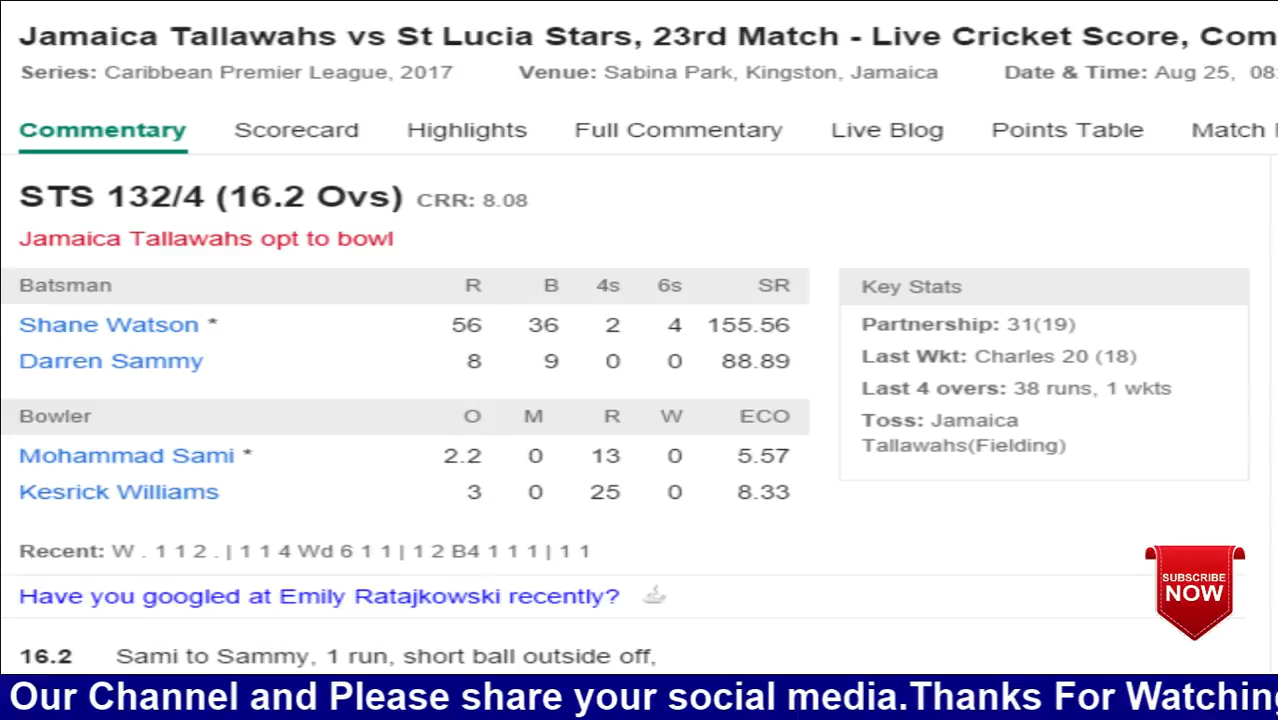 Jamaica Tallawahs vs St Lucia Stars, 23rd Match - Live Cricket Score, Com
Series: Caribbean Premier League, 2017 Venue: Sabina Park, Kingston, Jamaica Date & Time: Aug 25, 08:
Commentary Scorecard Highlights Full Commentary Live Blog Points Table Match
STS 132/4 (16.2 Ovs) CRR: 8.08
Jamaica Tallawahs opt to bowl
Batsman R B 4s 6s SR
Shane Watson * 56 36 2 4 155.56
Darren Sammy 8 9 0 0 88.89
Bowler O M R W ECO
Mohammad Sami * 2.2 0 13 0 5.57
Kesrick Williams 3 0 25 0 8.33
Key Stats
Partnership: 31(19)
Last Wkt: Charles 20 (18)
Last 4 overs: 38 runs, 1 wkts
Toss: Jamaica
Tallawahs(Fielding)
Recent: W . 1 1 2 . | 1 1 4 Wd 6 1 1 | 1 2 B4 1 1 1 | 1 1
Have you googled at Emily Ratajkowski recently?
SUBSCRIBE
NOW
16.2 Sami to Sammy, 1 run, short ball outside off,
Our Channel and Please share your social media.Thanks For Watching